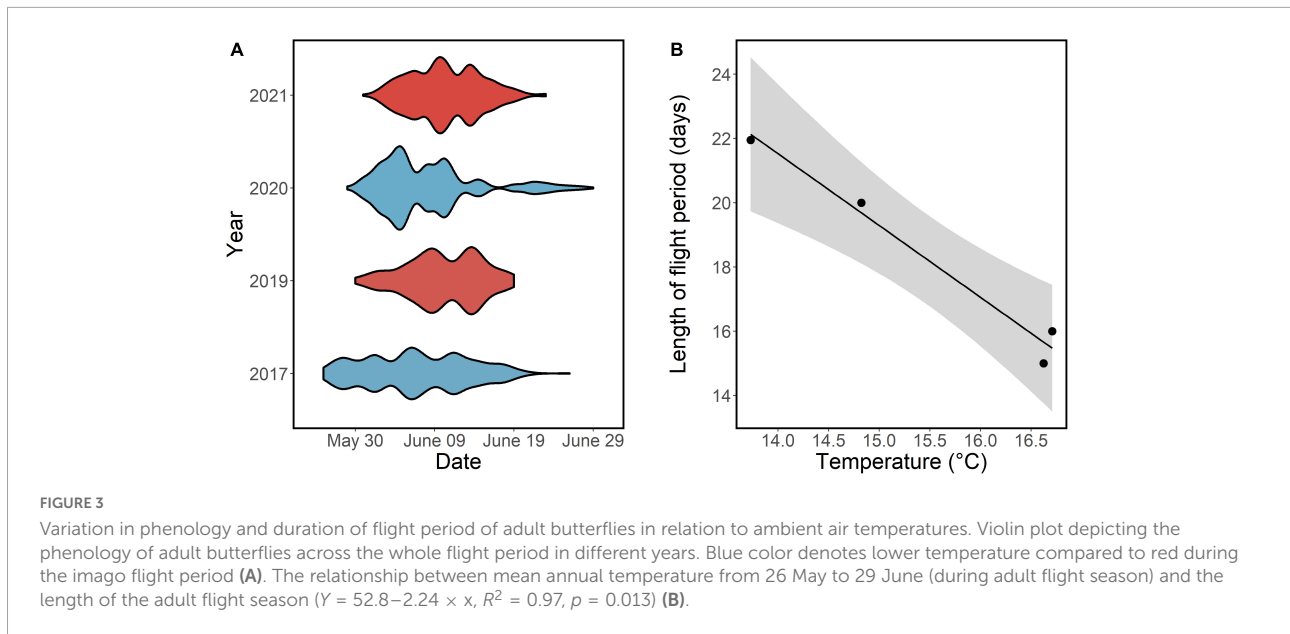 A
2021
2020
2019
2017
Year
May 30 June 09 June 19 June 29
Date
B
24
22
20
18
16
14
Length of flight period (days)
14.0 14.5 15.0 15.5 16.0 16.5
Temperature (°C)
FIGURE 3
Variation in phenology and duration of flight period of adult butterflies in relation to ambient air temperatures. Violin plot depicting the
phenology of adult butterflies across the whole flight period in different years. Blue color denotes lower temperature compared to red during
the imago flight period (A). The relationship between mean annual temperature from 26 May to 29 June (during adult flight season) and the
length of the adult flight season (Y = 52.8–2.24 × x, R² = 0.97, p = 0.013) (B).